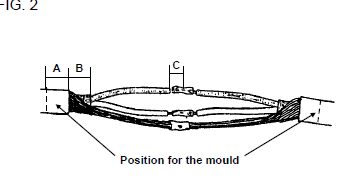 FIG. 2
A B C
Position for the mould